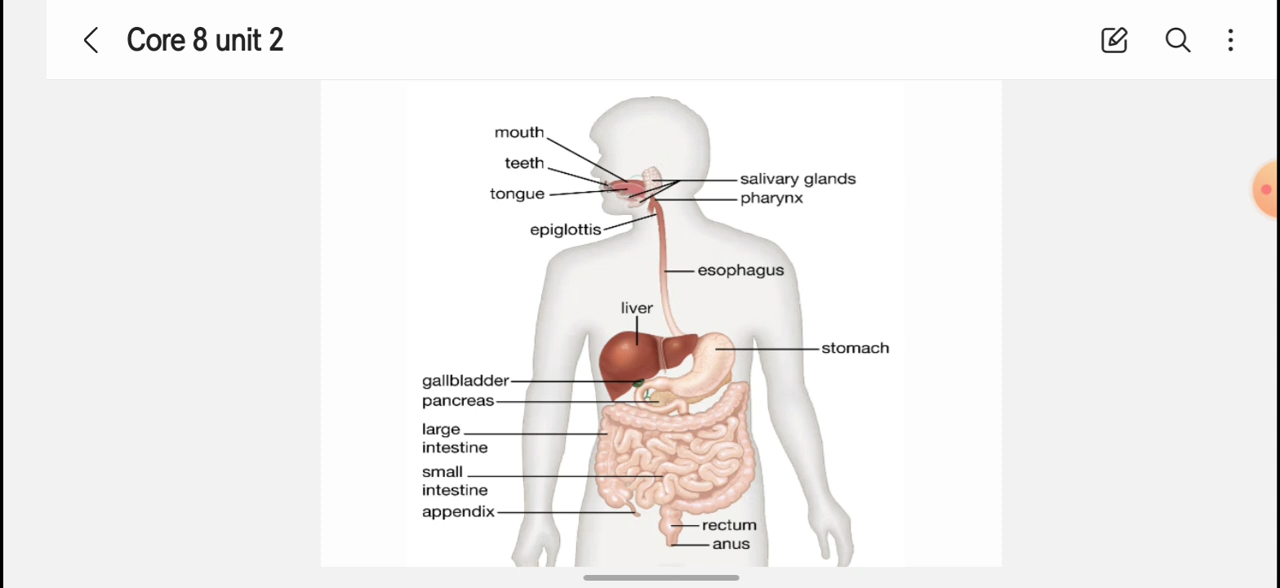 Core 8 unit 2
mouth
teeth
tongue
salivary glands
pharynx
epiglottis
esophagus
liver
stomach
gallbladder
pancreas
large
intestine
small
intestine
appendix
rectum
anus